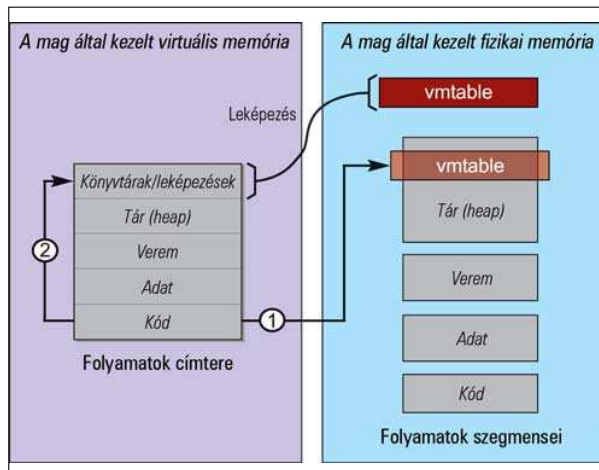 A mag által kezelt virtuális memória
Leképezés
Könyvtárak/leképezések
Tár (heap)
Verem
Adat
Kód
2
1
Folyamatok címtere
A mag által kezelt fizikai memória
vmtable
vmtable
Tár (heap)
Verem
Adat
Kód
Folyamatok szegmensei